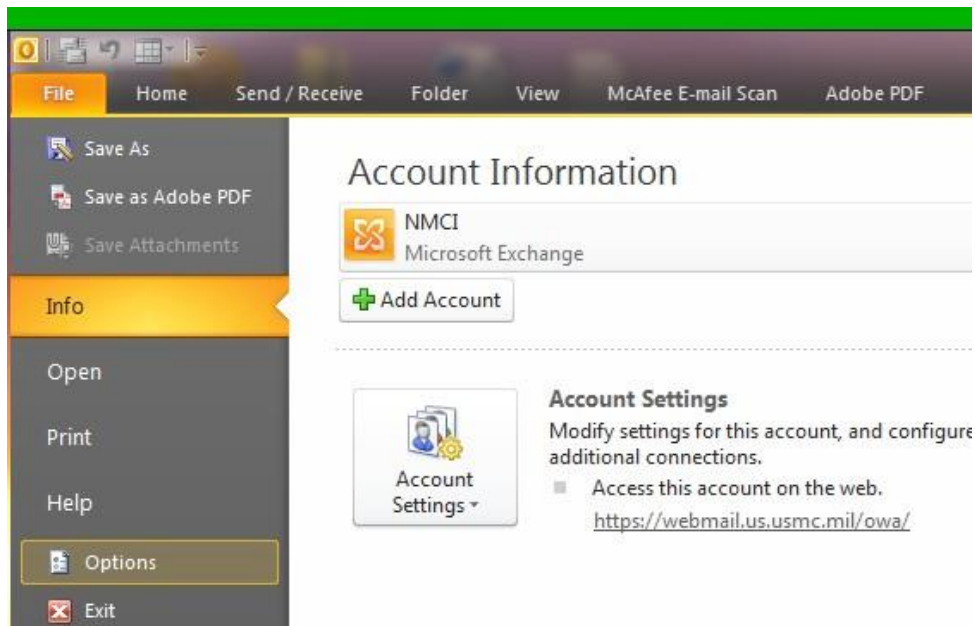 File Home Send / Receive Folder View McAfee E-mail Scan Adobe PDF
Save As
Save as Adobe PDF
Save Attachments
Info
Open
Print
Help
Options
Exit
Account Information
NMCI
Microsoft Exchange
Add Account
Account
Settings
Account Settings
Modify settings for this account, and configure
additional connections.
Access this account on the web.
https://webmail.us.usmc.mil/owa/